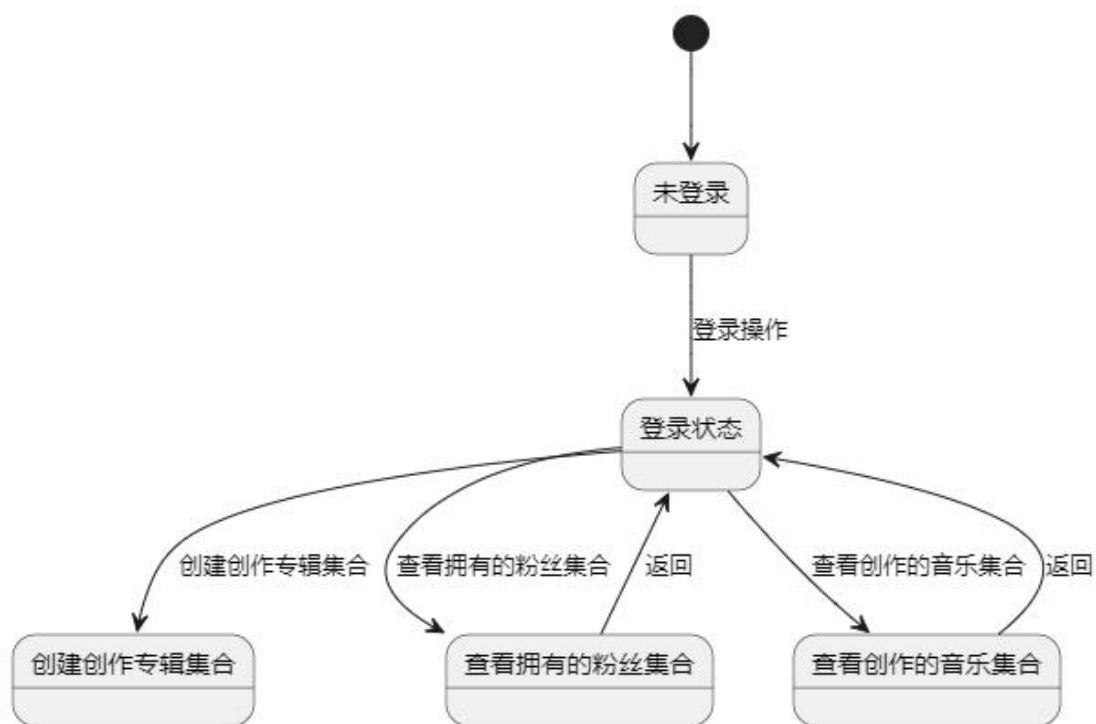 未登录
登录操作
登录状态
创建创作专辑集合
查看拥有的粉丝集合
返回
查看创作的音乐集合
返回
创建创作专辑集合
查看拥有的粉丝集合
查看创作的音乐集合